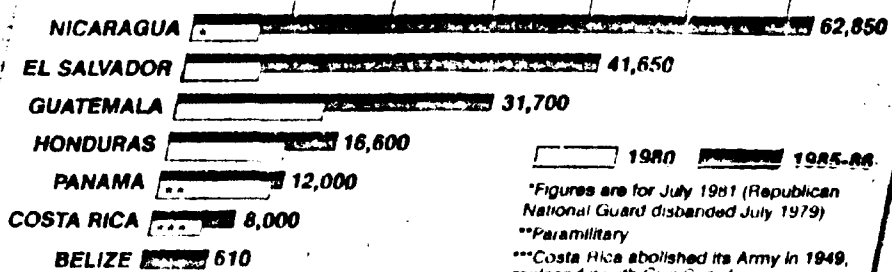 NICARAGUA * 62,850
EL SALVADOR 41,650
GUATEMALA 31,700
HONDURAS 16,600
PANAMA ** 12,000
COSTA RICA *** 8,000
BELIZE 610
1980 1985-86
*Figures are for July 1981 (Republican
National Guard disbanded July 1979)
**Paramilitary
***Costa Rica abolished its Army in 1949,